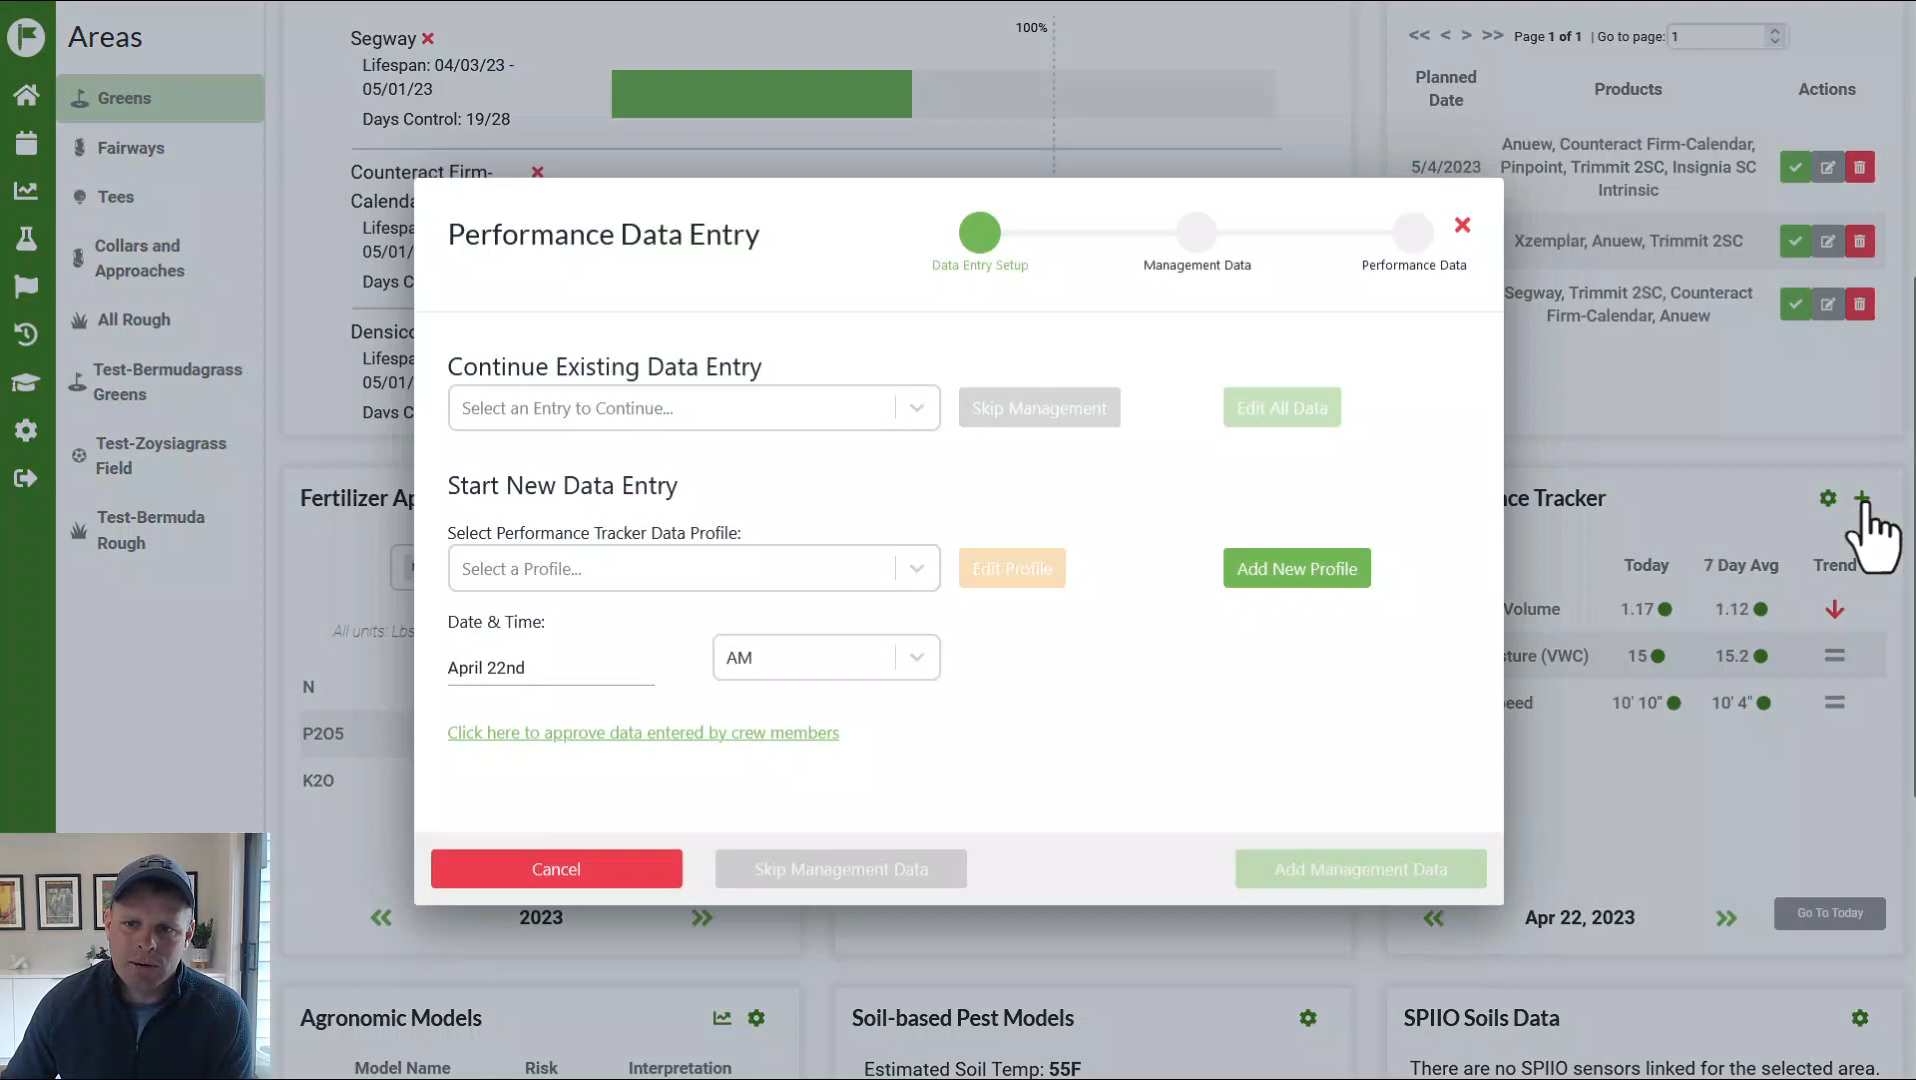 Areas
Greens
Fairways
Tees
Collars and
Approaches
All Rough
Test-Bermudagrass
Greens
Test-Zoysiagrass
Field
Test-Bermuda
Rough
Segway
Lifespan: 04/03/23 -
05/01/23
Days Control: 19/28
100%
Counteract Firm-
Calenda
Lifespa
05/01/
Days C
Densico
Lifespa
05/01/
Days C
<< < > >> Page 1 of 1 | Go to page: 1
Planned
Date
Products
Actions
5/4/2023
Anuew, Counteract Firm-Calendar,
Pinpoint, Trimmit 2SC, Insignia SC
Intrinsic
Xzemplar, Anuew, Trimmit 2SC
Segway, Trimmit 2SC, Counteract
Firm-Calendar, Anuew
Performance Data Entry
Data Entry Setup
Management Data
Performance Data
Continue Existing Data Entry
Select an Entry to Continue...
Skip Management
Edit All Data
Start New Data Entry
Select Performance Tracker Data Profile:
Select a Profile...
Edit Profile
Add New Profile
Date & Time:
April 22nd
AM
Click here to approve data entered by crew members
Cancel
Skip Management Data
Add Management Data
Fertilizer Ap
All units: Lbs
N
P2O5
K2O
2023
nce Tracker
Today
7 Day Avg
Trend
Volume
1.17
1.12
sture (VWC)
15
15.2
eed
10' 10"
10' 4"
Apr 22, 2023
Go To Today
Agronomic Models
Model Name
Risk
Interpretation
Soil-based Pest Models
Estimated Soil Temp: 55F
SPIIO Soils Data
There are no SPIIO sensors linked for the selected area.